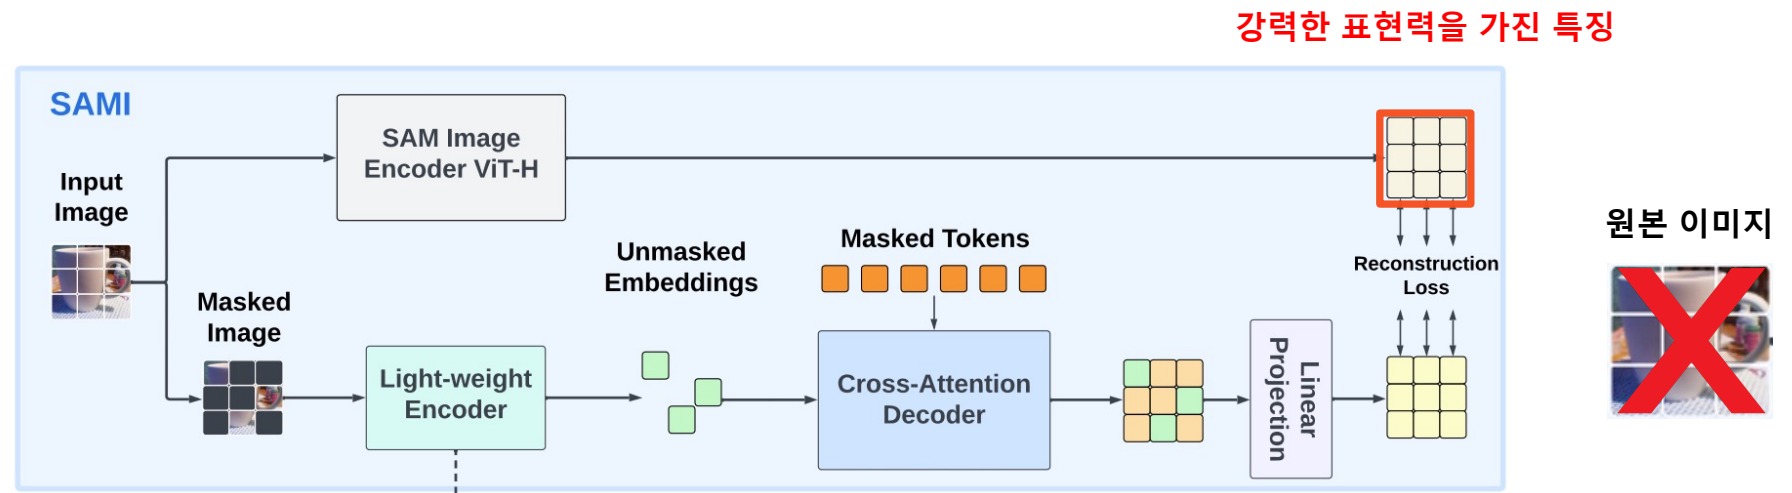 강력한 표현력을 가진 특징
SAMI
SAM Image
Encoder ViT-H
Input
Image
원본 이미지
Unmasked
Embeddings
Masked Tokens
Reconstruction
Loss
Masked
Image
Light-weight
Encoder
Cross-Attention
Decoder
Linear
Projection